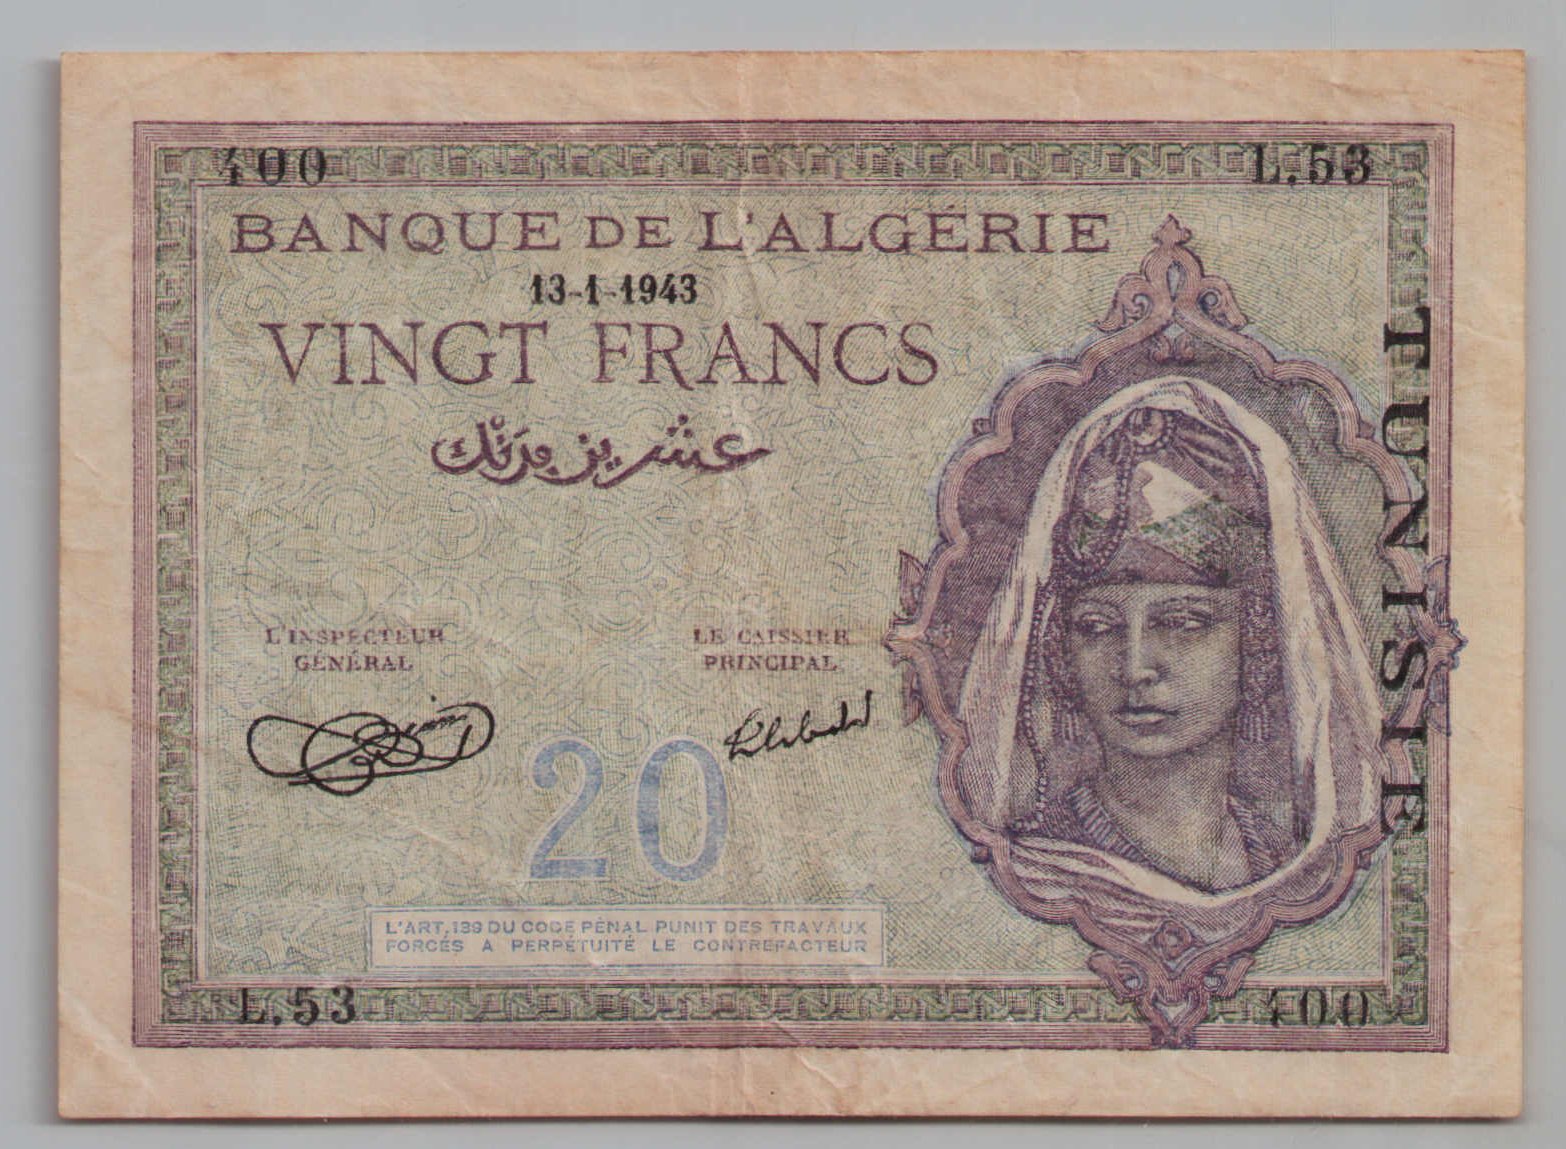 400
L.53
BANQUE DE L'ALGÉRIE
13-1-1943
VINGT FRANCS
عشرين فرنك
TUNISIE
L'INSPECTEUR
GÉNÉRAL
LE CAISSIER
PRINCIPAL
20
L'ART. 139 DU CODE PÉNAL PUNIT DES TRAVAUX
FORCÉS A PERPÉTUITÉ LE CONTREFACTEUR
L.53
400